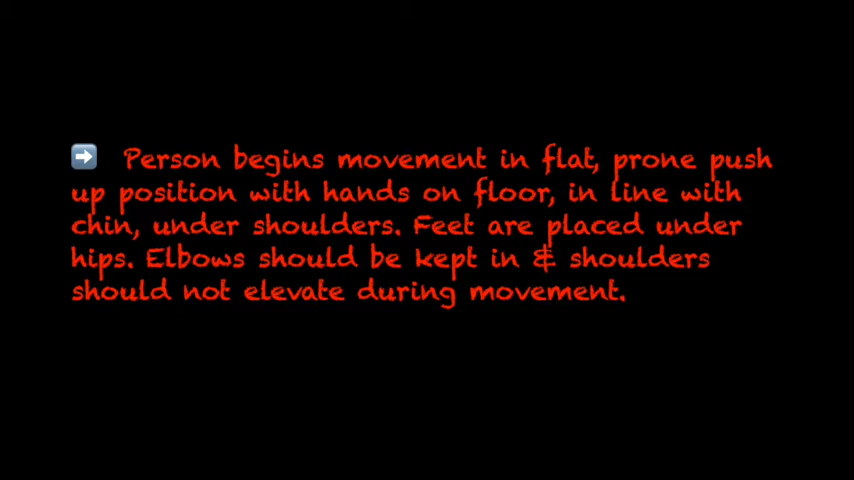 ➡️ Person begins movement in flat, prone push
up position with hands on floor, in line with
chin, under shoulders. Feet are placed under
hips. Elbows should be kept in & shoulders
should not elevate during movement.